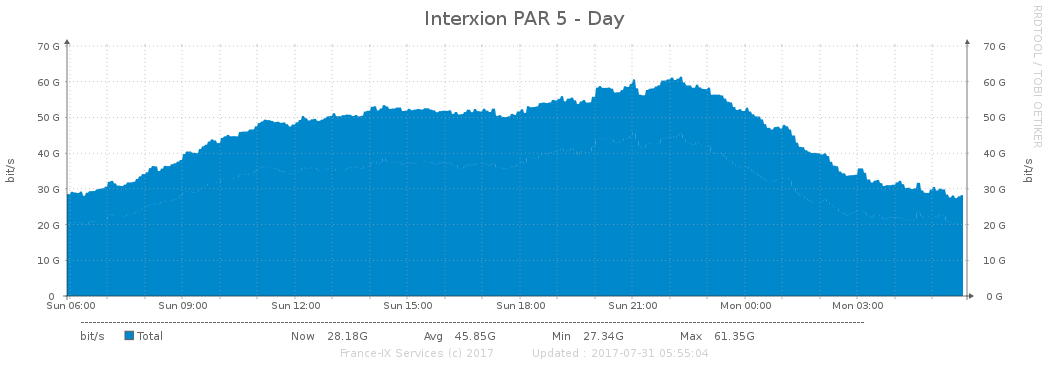 Interxion PAR 5 - Day
RRDTOOL / TOBI OETIKER
bit/s
70 G
60 G
50 G
40 G
30 G
20 G
10 G
0
70 G
60 G
50 G
40 G
30 G
20 G
10 G
0 G
bit/s
Sun 06:00 Sun 09:00 Sun 12:00 Sun 15:00 Sun 18:00 Sun 21:00 Mon 00:00 Mon 03:00
bit/s Total Now 28.18G Avg 45.85G Min 27.34G Max 61.35G
France-IX Services (c) 2017 Updated : 2017-07-31 05:55:04